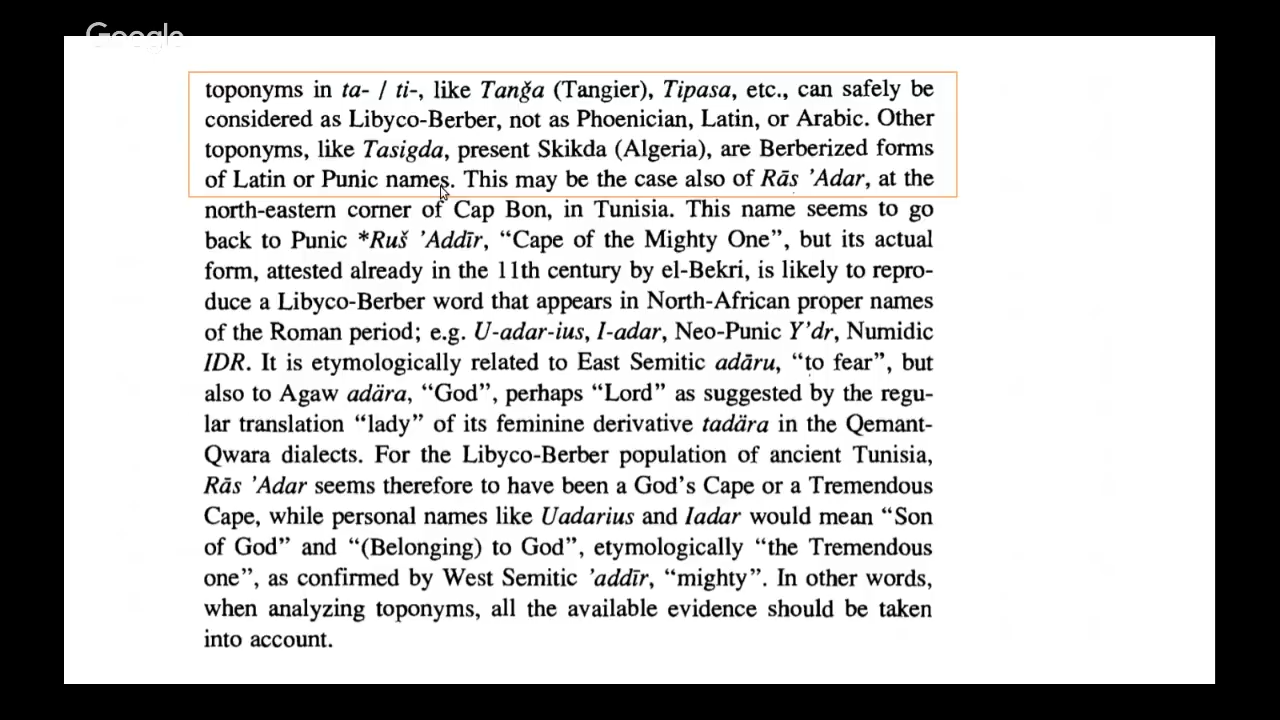 Google
toponyms in ta- / ti-, like Tanğa (Tangier), Tipasa, etc., can safely be
considered as Libyco-Berber, not as Phoenician, Latin, or Arabic. Other
toponyms, like Tasigda, present Skikda (Algeria), are Berberized forms
of Latin or Punic names. This may be the case also of Rās ’Adar, at the
north-eastern corner of Cap Bon, in Tunisia. This name seems to go
back to Punic *Ruš ’Addīr, “Cape of the Mighty One”, but its actual
form, attested already in the 11th century by el-Bekri, is likely to repro-
duce a Libyco-Berber word that appears in North-African proper names
of the Roman period; e.g. U-adar-ius, I-adar, Neo-Punic Y’dr, Numidic
IDR. It is etymologically related to East Semitic adāru, “to fear”, but
also to Agaw adära, “God”, perhaps “Lord” as suggested by the regu-
lar translation “lady” of its feminine derivative tadära in the Qemant-
Qwara dialects. For the Libyco-Berber population of ancient Tunisia,
Rās ’Adar seems therefore to have been a God’s Cape or a Tremendous
Cape, while personal names like Uadarius and Iadar would mean “Son
of God” and “(Belonging) to God”, etymologically “the Tremendous
one”, as confirmed by West Semitic ’addīr, “mighty”. In other words,
when analyzing toponyms, all the available evidence should be taken
into account.